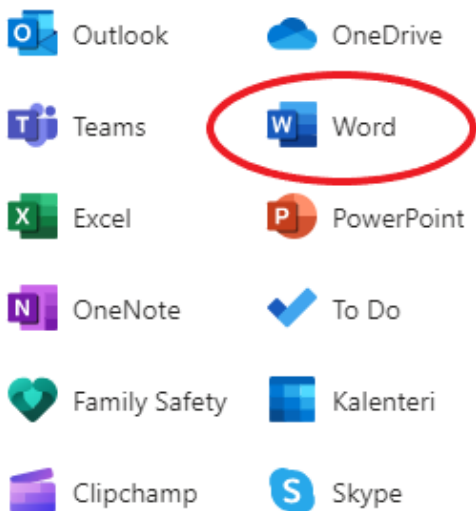 Outlook OneDrive
Teams Word
Excel PowerPoint
OneNote To Do
Family Safety Kalenteri
Clipchamp Skype